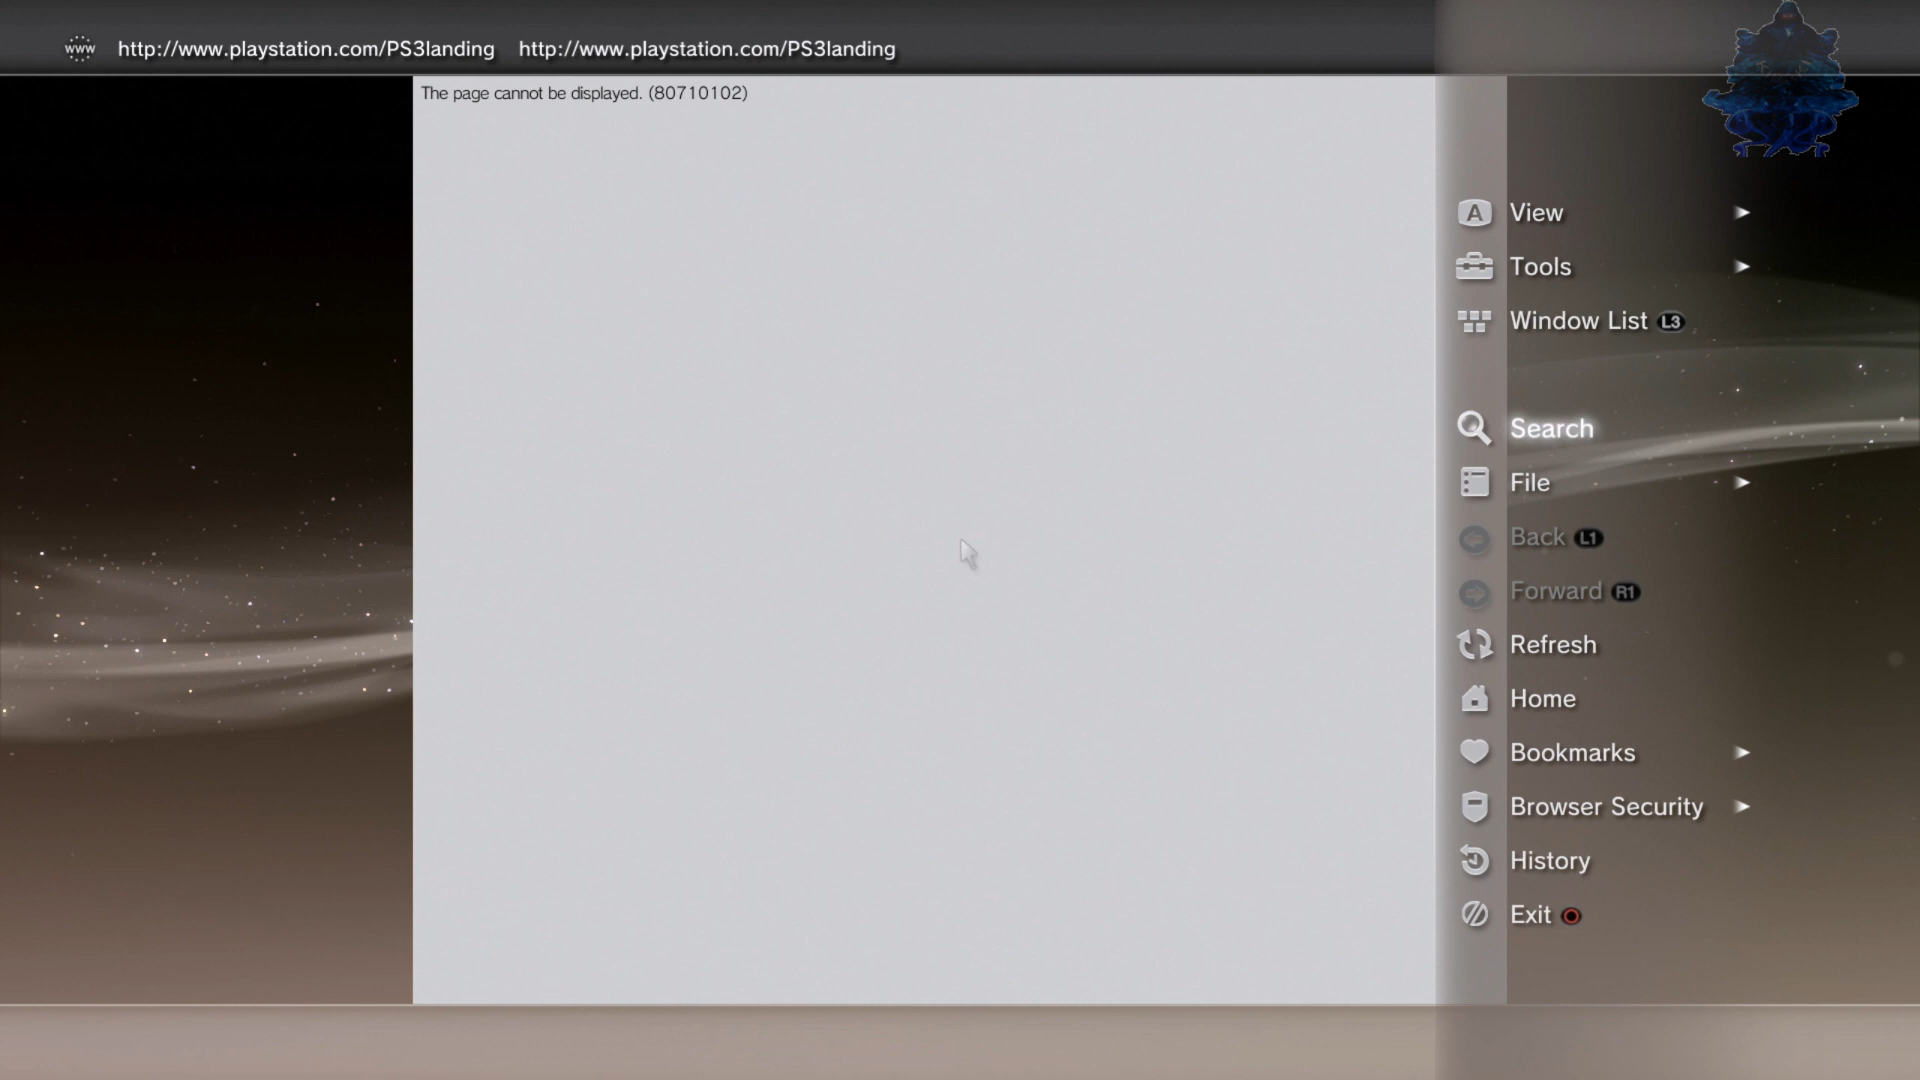 www http://www.playstation.com/PS3landing http://www.playstation.com/PS3landing
The page cannot be displayed. (80710102)
A View
Tools
Window List L3
Search
File
Back L1
Forward R1
Refresh
Home
Bookmarks
Browser Security
History
Exit